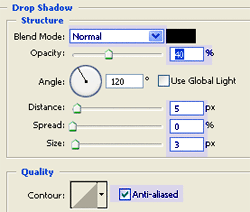 Drop Shadow
Structure
Blend Mode: Normal
Opacity: 40 %
Angle: 120 ° Use Global Light
Distance: 5 px
Spread: 0 %
Size: 3 px
Quality
Contour: Anti-aliased